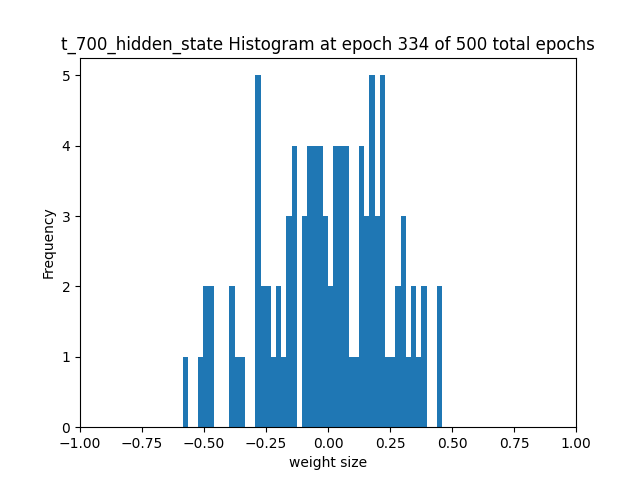 t_700_hidden_state Histogram at epoch 334 of 500 total epochs
5
4
3
2
1
0
Frequency
−1.00 −0.75 −0.50 −0.25 0.00 0.25 0.50 0.75 1.00
weight size